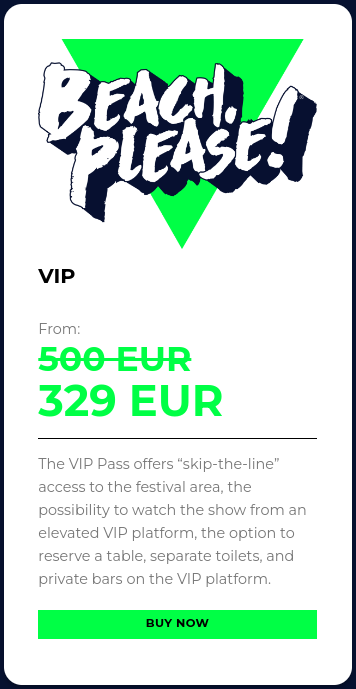 BEACH,
PLEASE!
VIP
From:
500 EUR
329 EUR
The VIP Pass offers “skip-the-line”
access to the festival area, the
possibility to watch the show from an
elevated VIP platform, the option to
reserve a table, separate toilets, and
private bars on the VIP platform.
BUY NOW